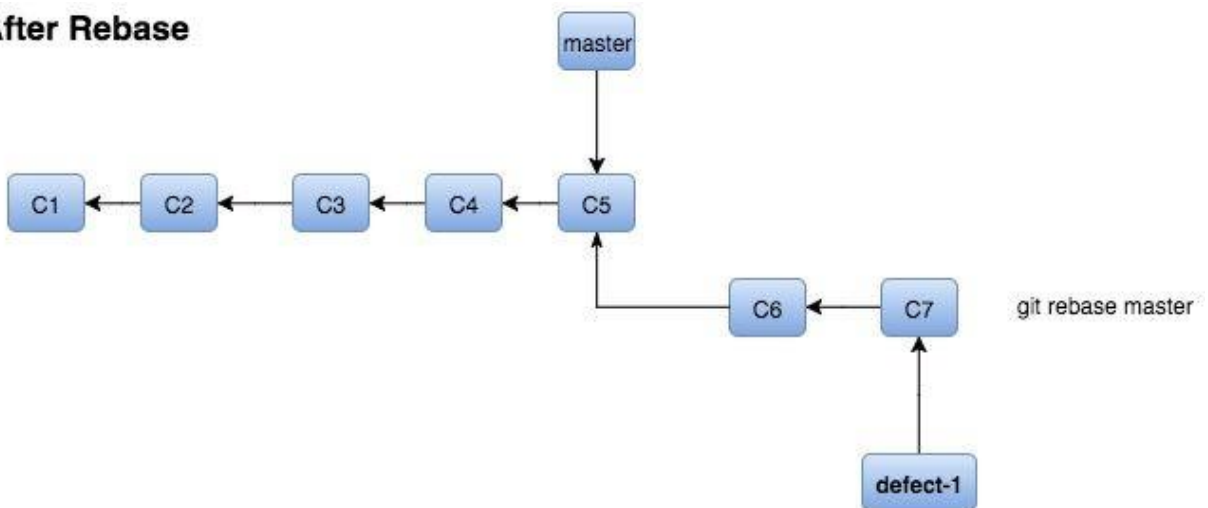 After Rebase
master
C1 C2 C3 C4 C5
C6 C7 git rebase master
defect-1